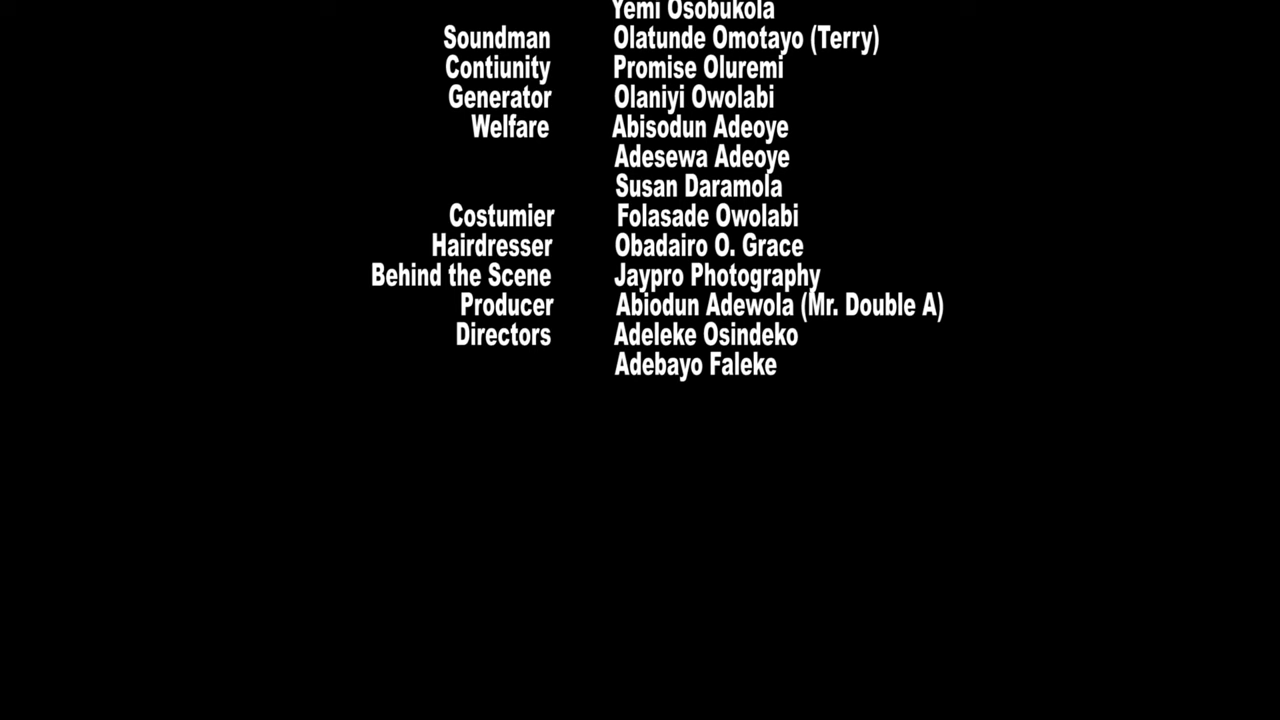 Yemi Osobukola
Soundman Olatunde Omotayo (Terry)
Contiunity Promise Oluremi
Generator Olaniyi Owolabi
Welfare Abisodun Adeoye
Adesewa Adeoye
Susan Daramola
Costumier Folasade Owolabi
Hairdresser Obadairo O. Grace
Behind the Scene Jaypro Photography
Producer Abiodun Adewola (Mr. Double A)
Directors Adeleke Osindeko
Adebayo Faleke